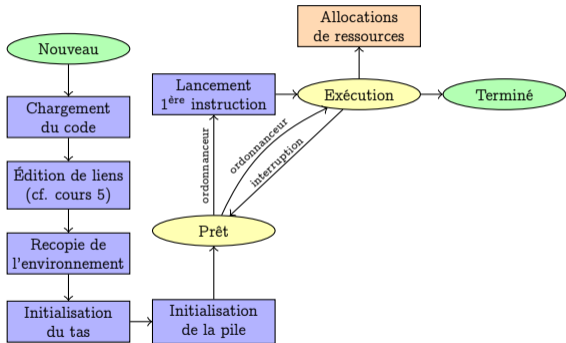 Nouveau
Chargement
du code
Édition de liens
(cf. cours 5)
Recopie de
l'environnement
Initialisation
du tas
Initialisation
de la pile
Prêt
ordonnanceur
Lancement
1ère instruction
ordonnanceur
interruption
Exécution
Allocations
de ressources
Terminé